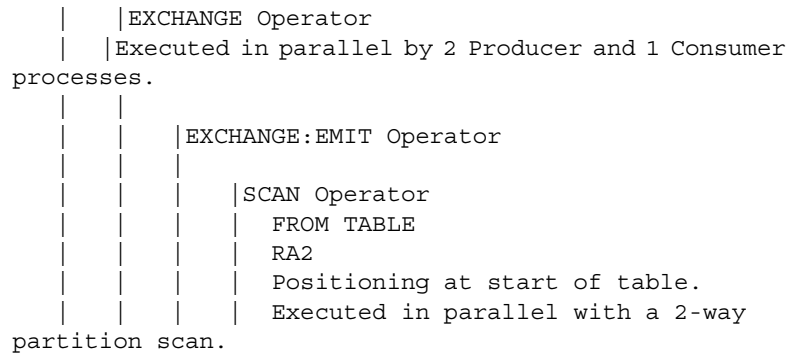 |   |EXCHANGE Operator
|   |Executed in parallel by 2 Producer and 1 Consumer
processes.
|   |
|   |   |EXCHANGE:EMIT Operator
|   |   |
|   |   |   |SCAN Operator
|   |   |   |  FROM TABLE
|   |   |   |  RA2
|   |   |   |  Positioning at start of table.
|   |   |   |  Executed in parallel with a 2-way
partition scan.